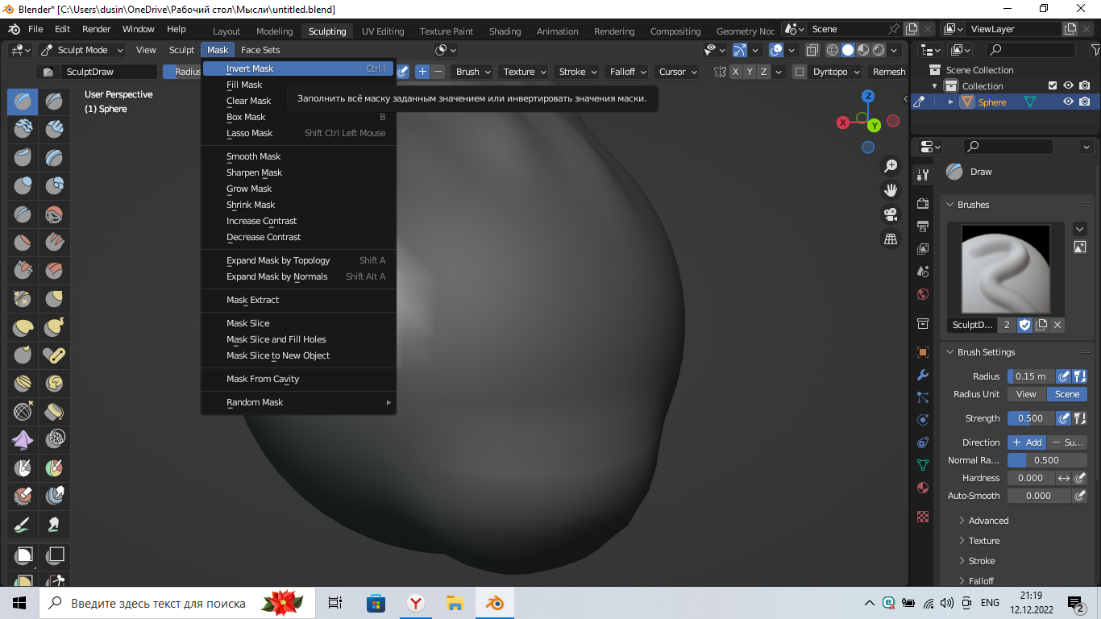 Blender* [C:\Users\dusin\OneDrive\Рабочий стол\Мысли\untitled.blend]
File Edit Render Window Help Layout Modeling Sculpting UV Editing Texture Paint Shading Animation Rendering Compositing Geometry Noc Scene ViewLayer
Sculpt Mode View Sculpt Mask Face Sets
SculptDraw Radius Brush Texture Stroke Falloff Cursor X Y Z Dyntopo Remesh
User Perspective
(1) Sphere
Invert Mask Ctrl I
Fill Mask
Clear Mask
Заполнить всё маску заданным значением или инвертировать значения маски.
Box Mask B
Lasso Mask Shift Ctrl Left Mouse
Smooth Mask
Sharpen Mask
Grow Mask
Shrink Mask
Increase Contrast
Decrease Contrast
Expand Mask by Topology Shift A
Expand Mask by Normals Shift Alt A
Mask Extract
Mask Slice
Mask Slice and Fill Holes
Mask Slice to New Object
Mask From Cavity
Random Mask
Z
X
Y
Scene Collection
Collection
Sphere
Draw
Brushes
SculptD... 2
Brush Settings
Radius 0.15 m
Radius Unit View Scene
Strength 0.500
Direction + Add − Su...
Normal Ra... 0.500
Hardness 0.000
Auto-Smooth 0.000
Advanced
Texture
Stroke
Falloff
Введите здесь текст для поиска
ENG
21:19
12.12.2022
2